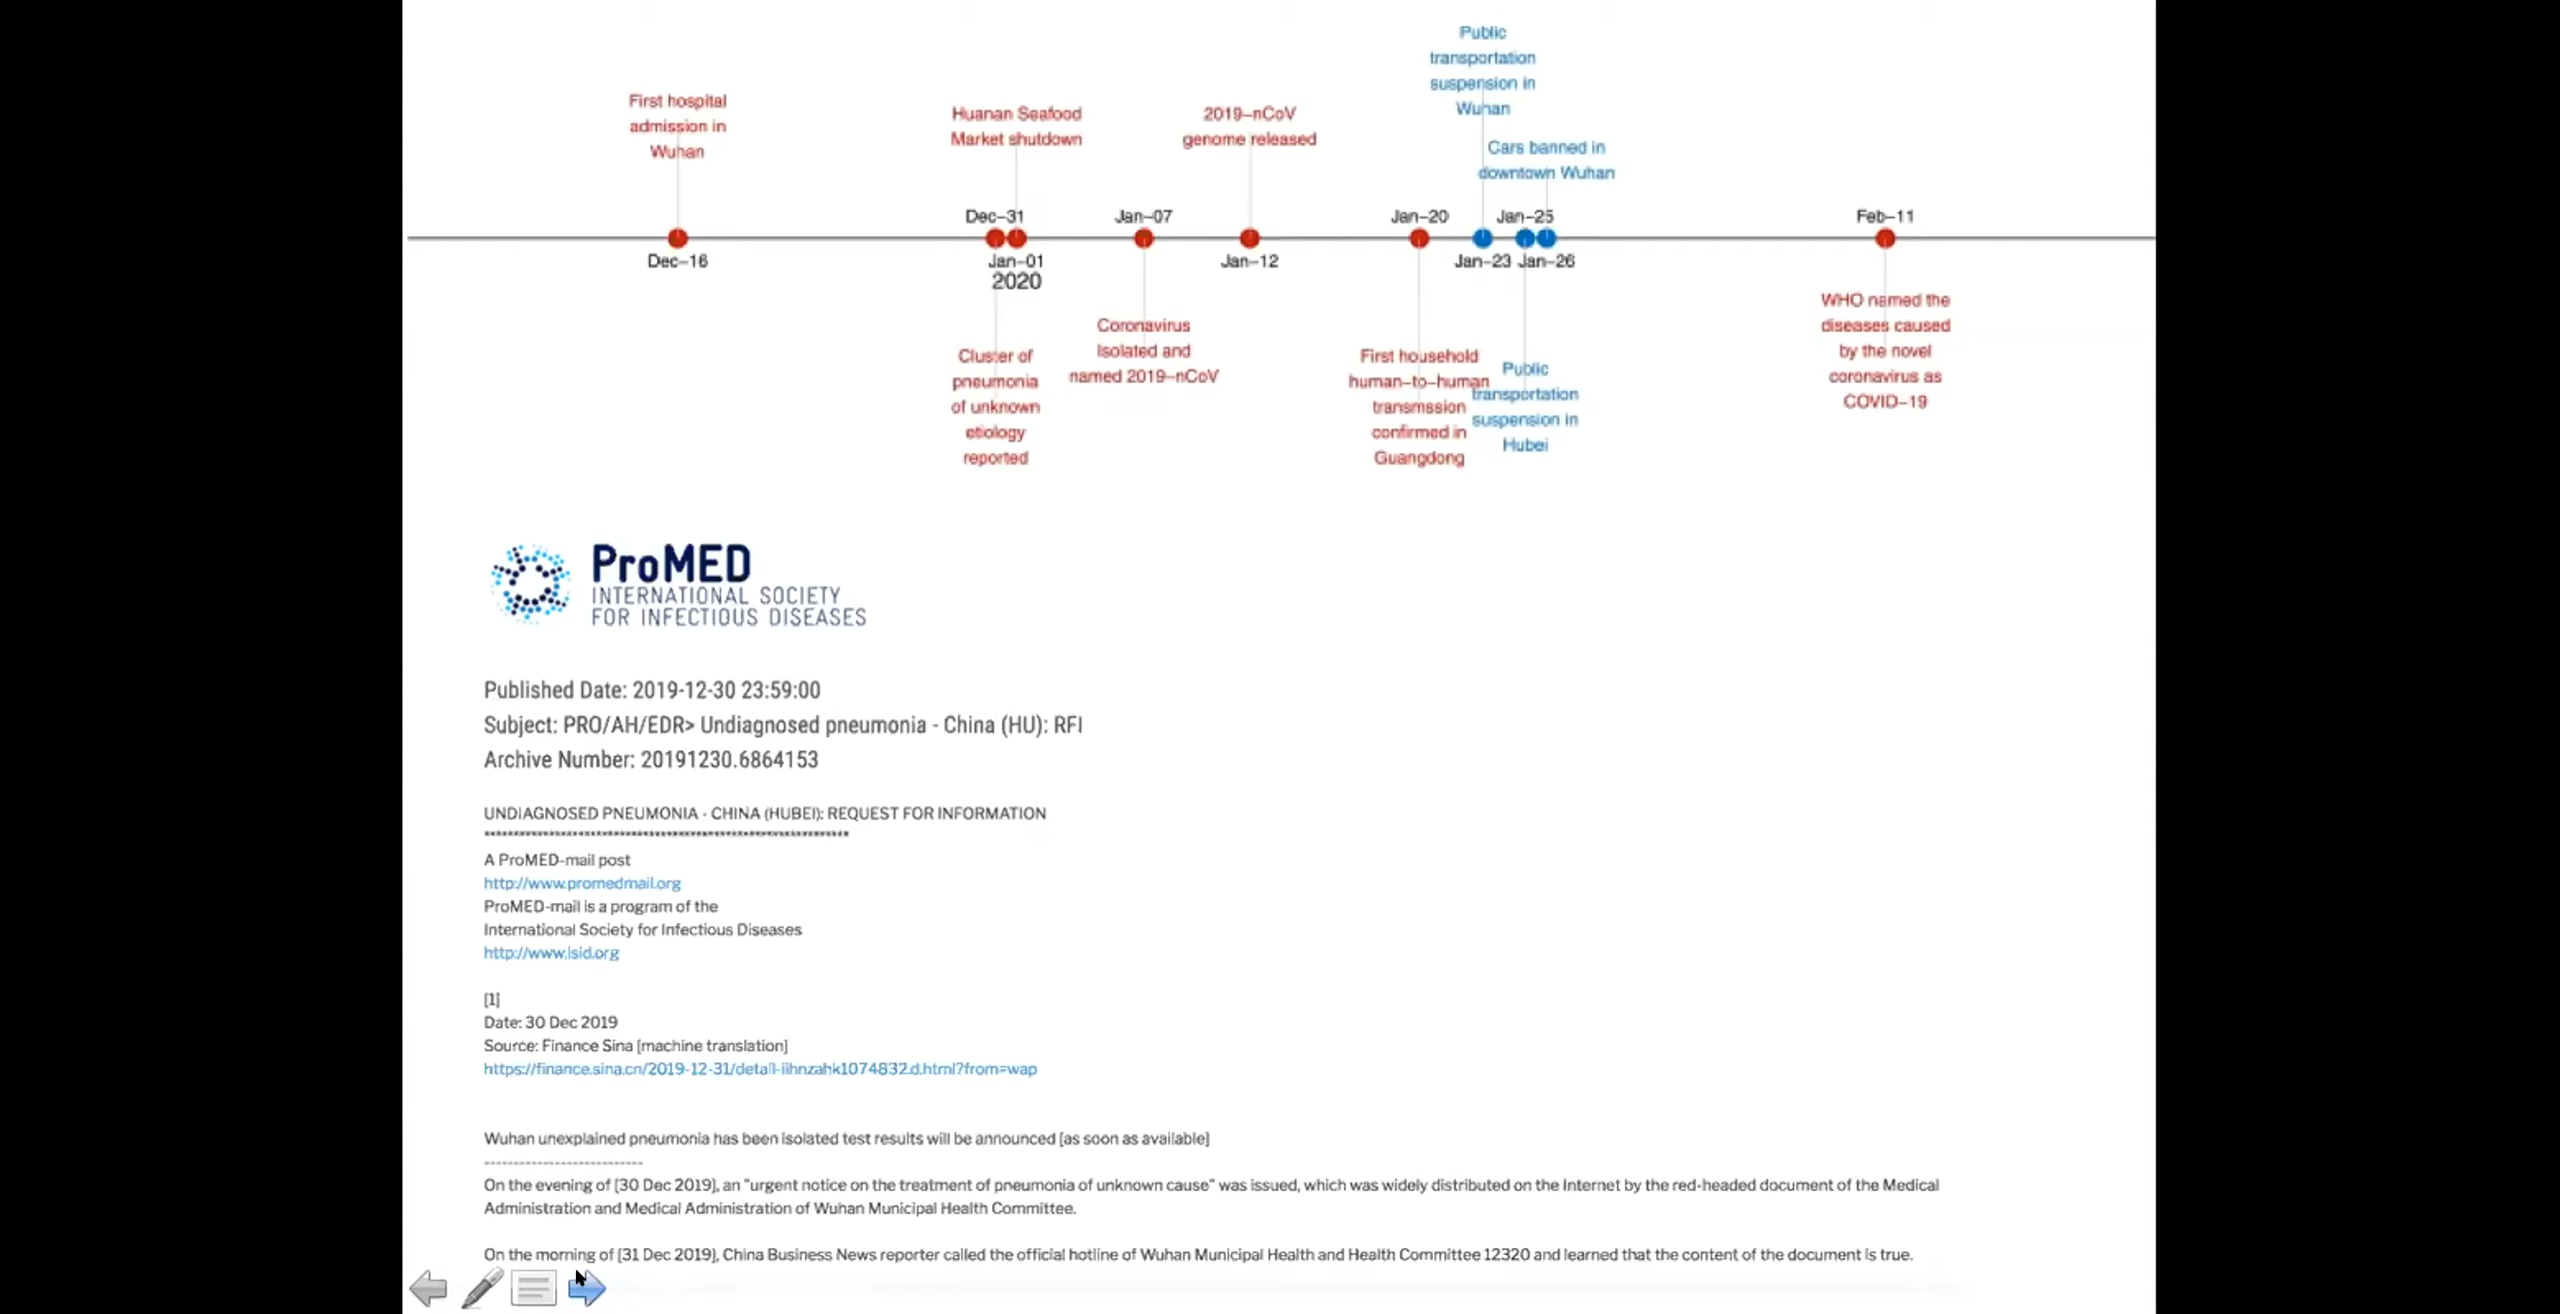 Public
transportation
suspension in
Wuhan
First hospital
admission in
Wuhan
Huanan Seafood
Market shutdown
2019–nCoV
genome released
Cars banned in
downtown Wuhan
Dec–31
Jan–07
Jan–20
Jan–25
Feb–11
Dec–16
Jan–01
2020
Jan–12
Jan–23
Jan–26
Cluster of
pneumonia
of unknown
etiology
reported
Coronavirus
Isolated and
named 2019–nCoV
First household
human–to–human
transmssion
confirmed in
Guangdong
Public
transportation
suspension in
Hubei
WHO named the
diseases caused
by the novel
coronavirus as
COVID–19
ProMED
INTERNATIONAL SOCIETY
FOR INFECTIOUS DISEASES
Published Date: 2019-12-30 23:59:00
Subject: PRO/AH/EDR> Undiagnosed pneumonia - China (HU): RFI
Archive Number: 20191230.6864153
UNDIAGNOSED PNEUMONIA - CHINA (HUBEI): REQUEST FOR INFORMATION
A ProMED-mail post
http://www.promedmail.org
ProMED-mail is a program of the
International Society for Infectious Diseases
http://www.isid.org
[1]
Date: 30 Dec 2019
Source: Finance Sina [machine translation]
https://finance.sina.cn/2019-12-31/detail-iihnzahk1074832.d.html?from=wap
Wuhan unexplained pneumonia has been isolated test results will be announced [as soon as available]
---------------------------
On the evening of [30 Dec 2019], an "urgent notice on the treatment of pneumonia of unknown cause" was issued, which was widely distributed on the Internet by the red-headed document of the Medical
Administration and Medical Administration of Wuhan Municipal Health Committee.
On the morning of [31 Dec 2019], China Business News reporter called the official hotline of Wuhan Municipal Health and Health Committee 12320 and learned that the content of the document is true.